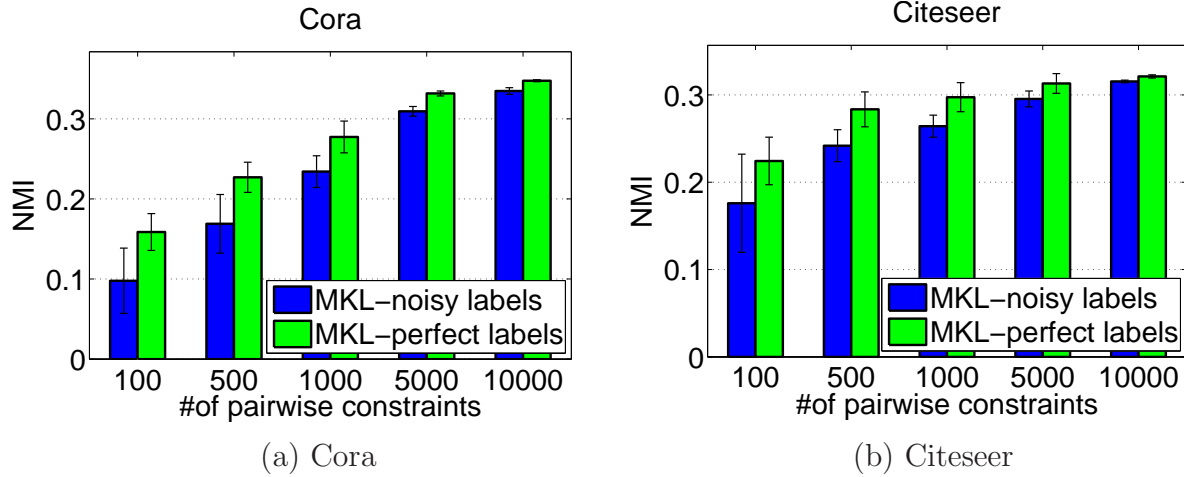 Cora
NMI
0.3
0.2
0.1
0
MKL-noisy labels
MKL-perfect labels
100 500 1000 5000 10000
#of pairwise constraints
(a) Cora
Citeseer
NMI
0.3
0.2
0.1
0
MKL-noisy labels
MKL-perfect labels
100 500 1000 5000 10000
#of pairwise constraints
(b) Citeseer